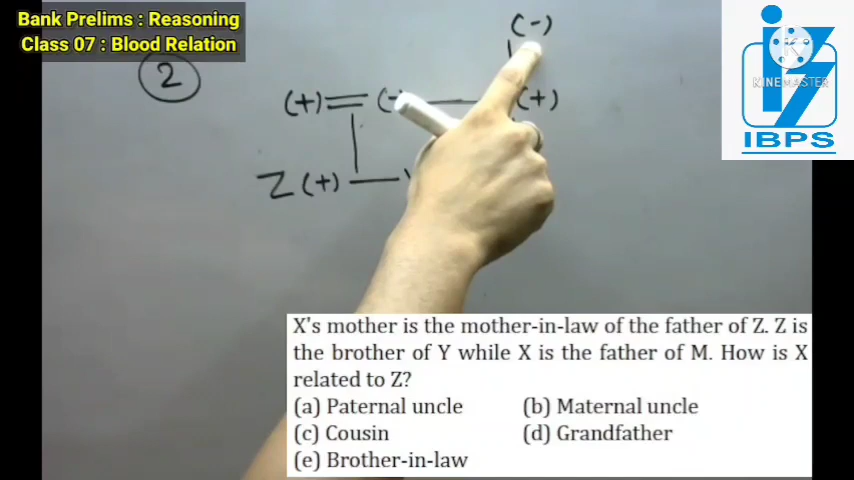 Bank Prelims : Reasoning
Class 07 : Blood Relation
(-)
KINEMASTER
IBPS
2
(+) (-) (+)
Z (+)
X's mother is the mother-in-law of the father of Z. Z is
the brother of Y while X is the father of M. How is X
related to Z?
(a) Paternal uncle (b) Maternal uncle
(c) Cousin (d) Grandfather
(e) Brother-in-law